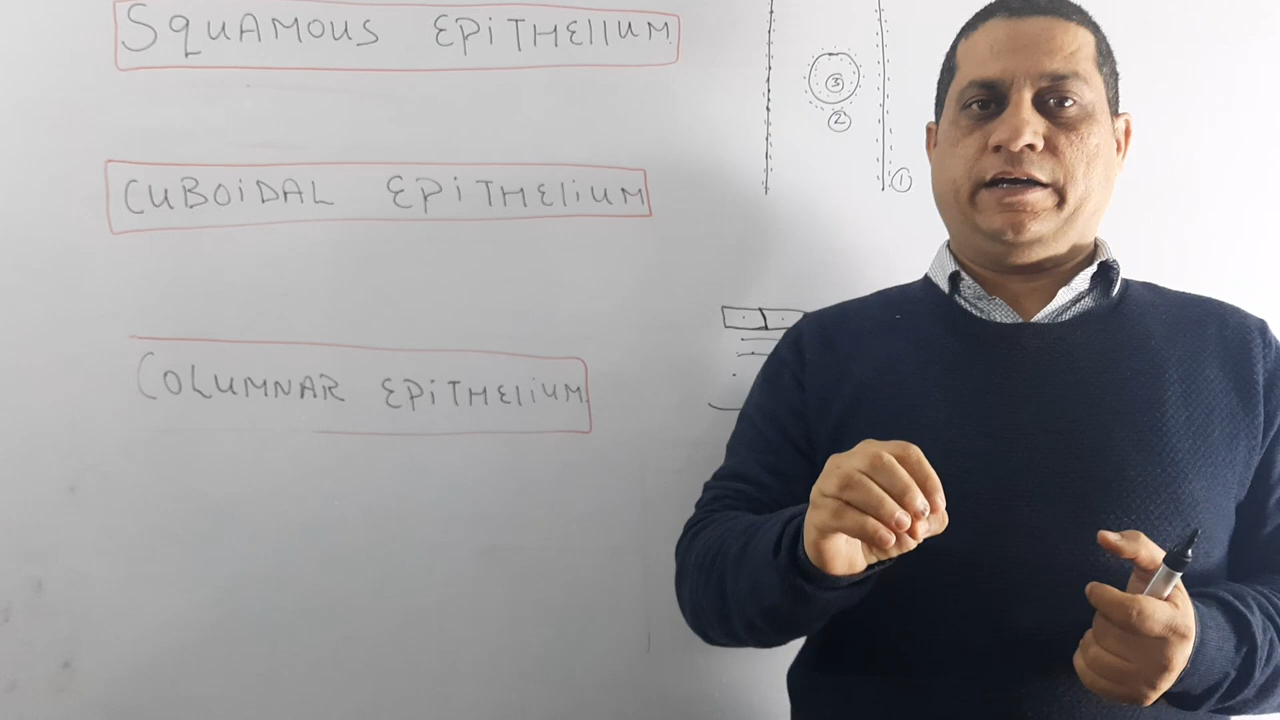 SQUAMOUS EPITHELIUM
CUBOIDAL EPITHELIUM
COLUMNAR EPITHELIUM
3
2
1